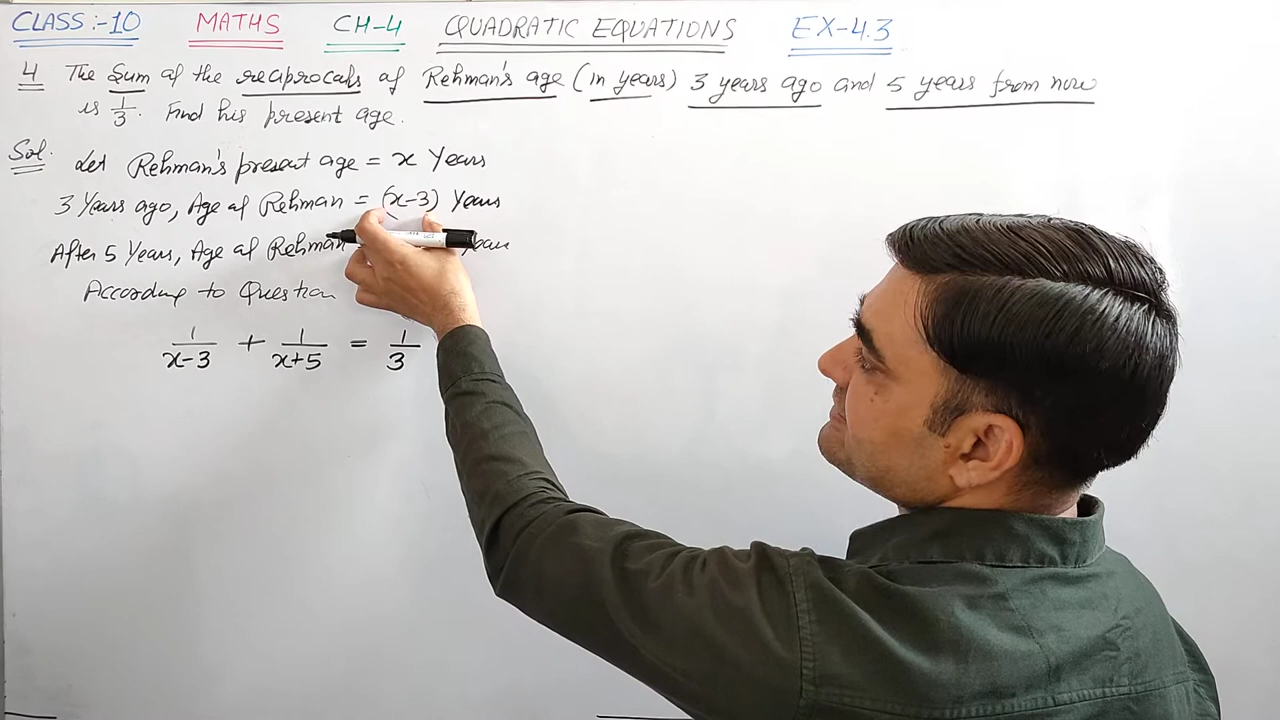 CLASS:-10 MATHS CH-4 QUADRATIC EQUATIONS EX-4.3
4 The Sum of the reciprocals of Rehman's age (in years) 3 years ago and 5 years from now
is 1/3. Find his present age.
Sol. Let Rehman's present age = x Years
3 Years ago, Age of Rehman = (x-3) Years
After 5 Years, Age of Rehman Years
According to Question
1/(x-3) + 1/(x+5) = 1/3